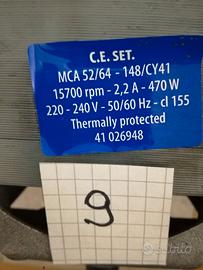 C.E. SET.
MCA 52/64 - 148/CY41
15700 rpm - 2,2 A - 470 W
220 - 240 V - 50/60 Hz - cl 155
Thermally protected
41 026948
9
subito